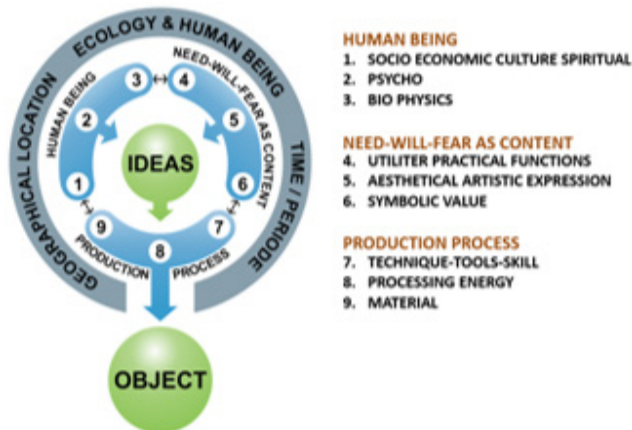 ECOLOGY & HUMAN BEING
GEOGRAPHICAL LOCATION
TIME / PERIODE
HUMAN BEING
NEED-WILL-FEAR AS CONTENT
PRODUCTION PROCESS
1
2
3
4
5
6
7
8
9
IDEAS
OBJECT
HUMAN BEING
1. SOCIO ECONOMIC CULTURE SPIRITUAL
2. PSYCHO
3. BIO PHYSICS
NEED-WILL-FEAR AS CONTENT
4. UTILITER PRACTICAL FUNCTIONS
5. AESTHETICAL ARTISTIC EXPRESSION
6. SYMBOLIC VALUE
PRODUCTION PROCESS
7. TECHNIQUE-TOOLS-SKILL
8. PROCESSING ENERGY
9. MATERIAL